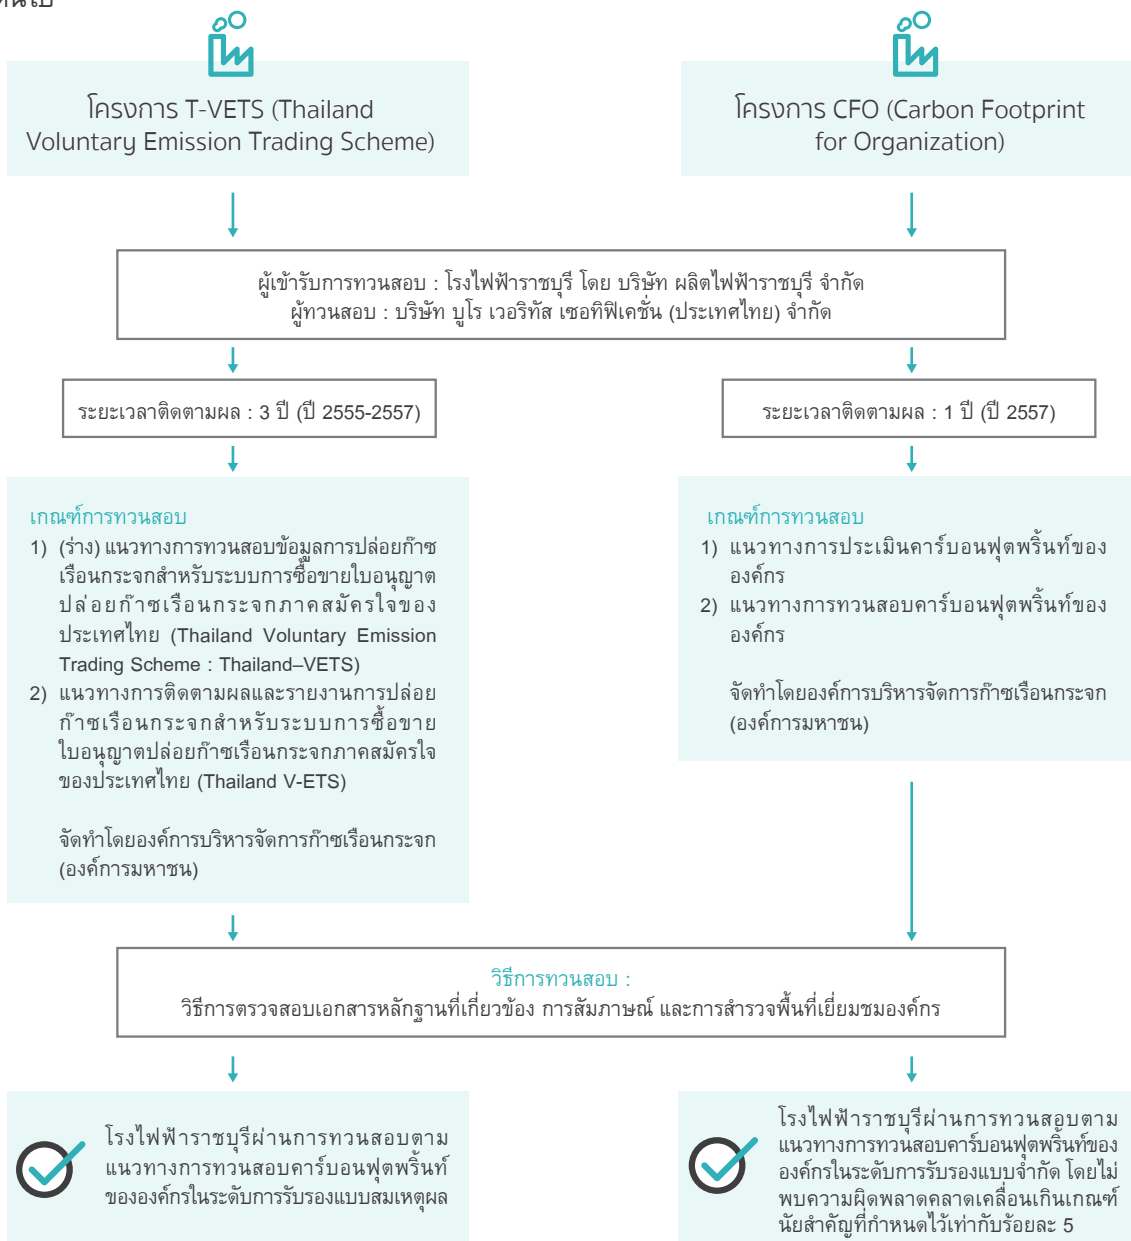 โครงการ T-VETS (Thailand
Voluntary Emission Trading Scheme)
โครงการ CFO (Carbon Footprint
for Organization)
ผู้เข้ารับการทวนสอบ : โรงไฟฟ้าราชบุรี โดย บริษัท ผลิตไฟฟ้าราชบุรี จำกัด
ผู้ทวนสอบ : บริษัท บูโร เวอริทัส เซอทิฟิเคชั่น (ประเทศไทย) จำกัด
ระยะเวลาติดตามผล : 3 ปี (ปี 2555-2557)
ระยะเวลาติดตามผล : 1 ปี (ปี 2557)
เกณฑ์การทวนสอบ
1) (ร่าง) แนวทางการทวนสอบข้อมูลการปล่อยก๊าซ
เรือนกระจกสำหรับระบบการซื้อขายใบอนุญาต
ปล่อยก๊าซเรือนกระจกภาคสมัครใจของ
ประเทศไทย (Thailand Voluntary Emission
Trading Scheme : Thailand–VETS)
2) แนวทางการติดตามผลและรายงานการปล่อย
ก๊าซเรือนกระจกสำหรับระบบการซื้อขาย
ใบอนุญาตปล่อยก๊าซเรือนกระจกภาคสมัครใจ
ของประเทศไทย (Thailand V-ETS)
จัดทำโดยองค์การบริหารจัดการก๊าซเรือนกระจก
(องค์การมหาชน)
เกณฑ์การทวนสอบ
1) แนวทางการประเมินคาร์บอนฟุตพริ้นท์ของ
องค์กร
2) แนวทางการทวนสอบคาร์บอนฟุตพริ้นท์ของ
องค์กร
จัดทำโดยองค์การบริหารจัดการก๊าซเรือนกระจก
(องค์การมหาชน)
วิธีการทวนสอบ :
วิธีการตรวจสอบเอกสารหลักฐานที่เกี่ยวข้อง การสัมภาษณ์ และการสำรวจพื้นที่เยี่ยมชมองค์กร
โรงไฟฟ้าราชบุรีผ่านการทวนสอบตาม
แนวทางการทวนสอบคาร์บอนฟุตพริ้นท์
ขององค์กรในระดับการรับรองแบบสมเหตุผล
โรงไฟฟ้าราชบุรีผ่านการทวนสอบตาม
แนวทางการทวนสอบคาร์บอนฟุตพริ้นท์ของ
องค์กรในระดับการรับรองแบบจำกัด โดยไม่
พบความผิดพลาดคลาดเคลื่อนเกินเกณฑ์
นัยสำคัญที่กำหนดไว้เท่ากับร้อยละ 5